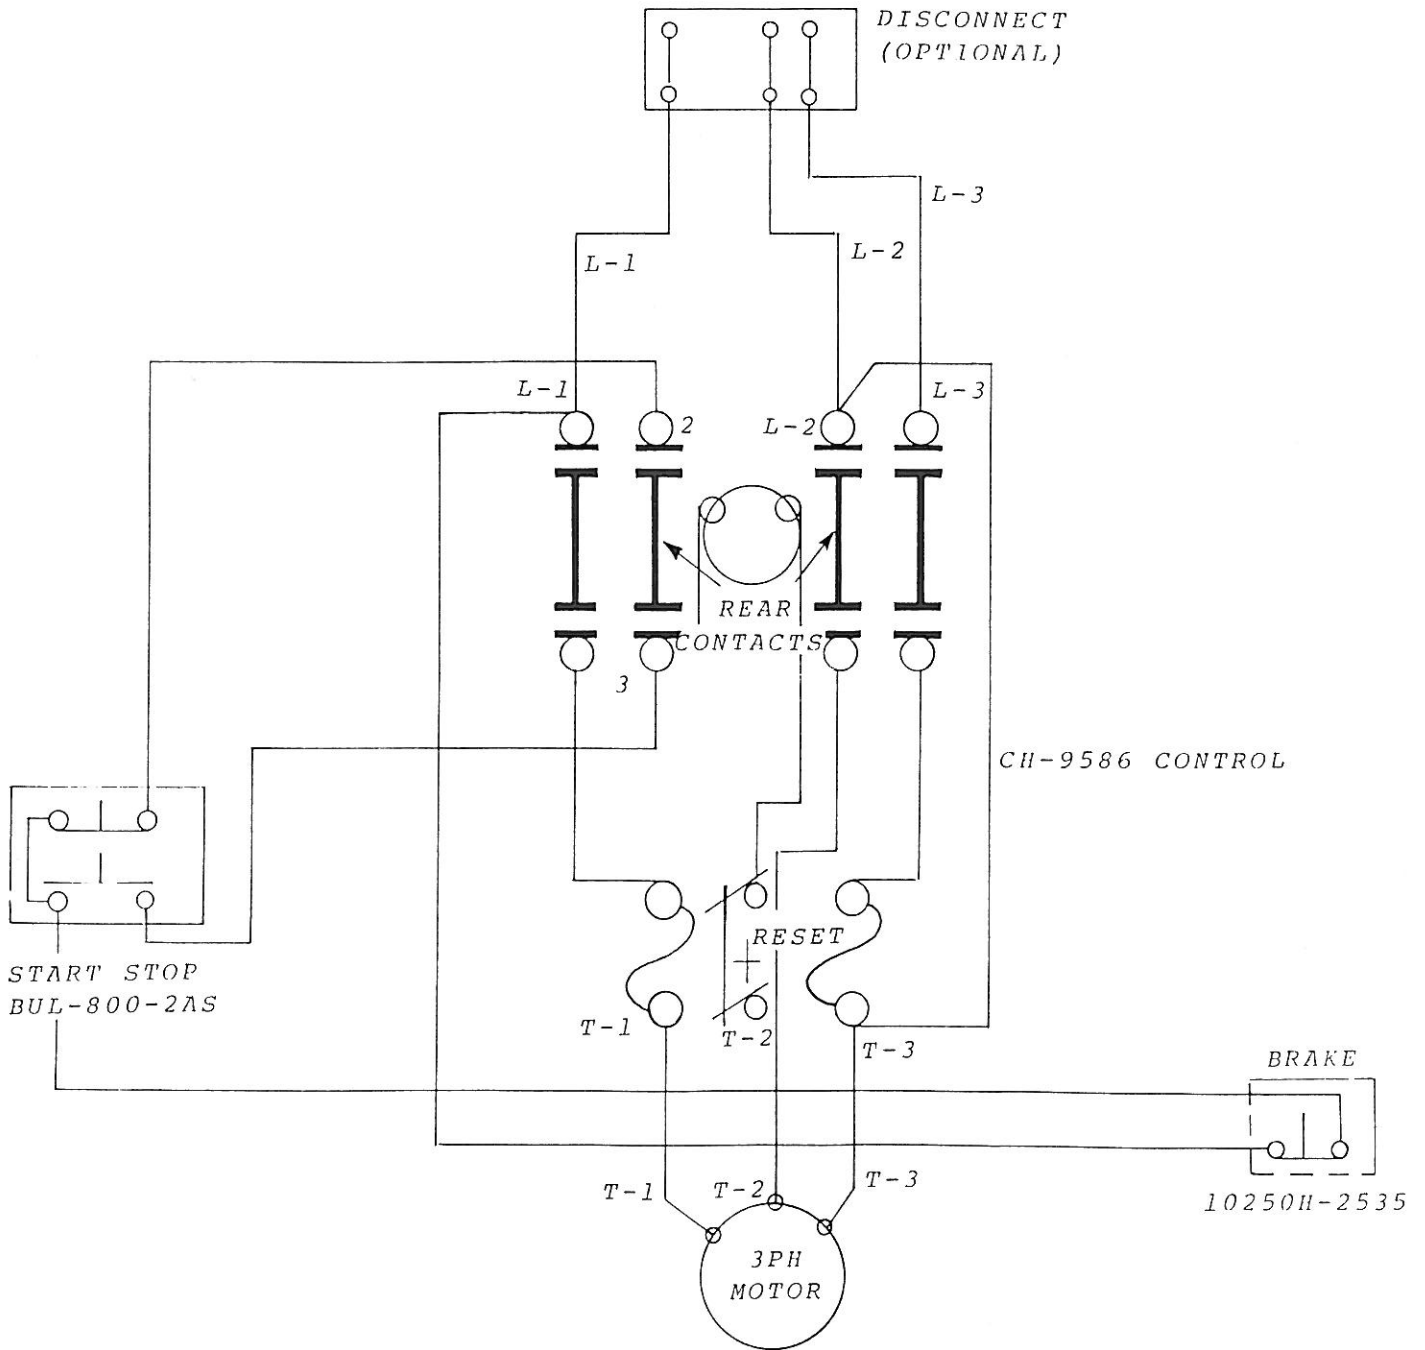 DISCONNECT
(OPTIONAL)
L-3
L-2
L-1
L-1
L-3
2
L-2
REAR
CONTACTS
3
CH-9586 CONTROL
RESET
START STOP
BUL-800-2AS
T-1
T-2
T-3
BRAKE
T-1
T-2
T-3
10250H-2535
3PH
MOTOR